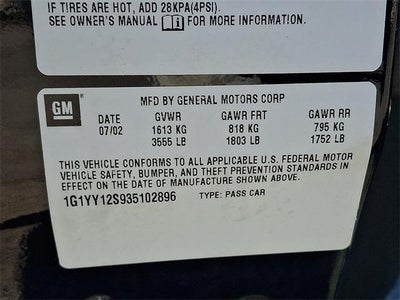 IF TIRES ARE HOT, ADD 28KPA(4PSI).
SEE OWNER'S MANUAL i FOR MORE INFORMATION.
GM
MFD BY GENERAL MOTORS CORP
DATE GVWR GAWR FRT GAWR RR
07/02 1613 KG 818 KG 795 KG
3555 LB 1803 LB 1752 LB
THIS VEHICLE CONFORMS TO ALL APPLICABLE U.S. FEDERAL MOTOR
VEHICLE SAFETY, BUMPER, AND THEFT PREVENTION STANDARDS IN
EFFECT ON THE DATE OF MANUFACTURE SHOWN ABOVE.
1G1YY12S935102896 TYPE: PASS CAR